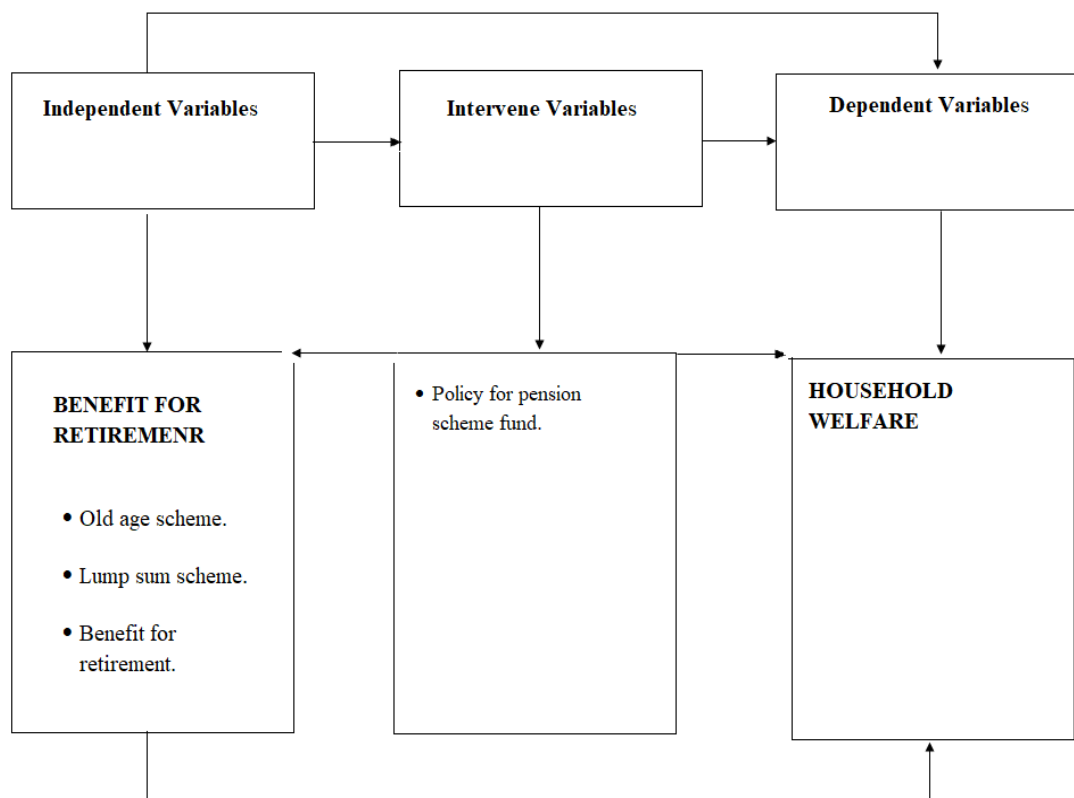 Independent Variables
Intervene Variables
Dependent Variables
BENEFIT FOR
RETIREMENR
• Old age scheme.
• Lump sum scheme.
• Benefit for
retirement.
• Policy for pension
scheme fund.
HOUSEHOLD
WELFARE